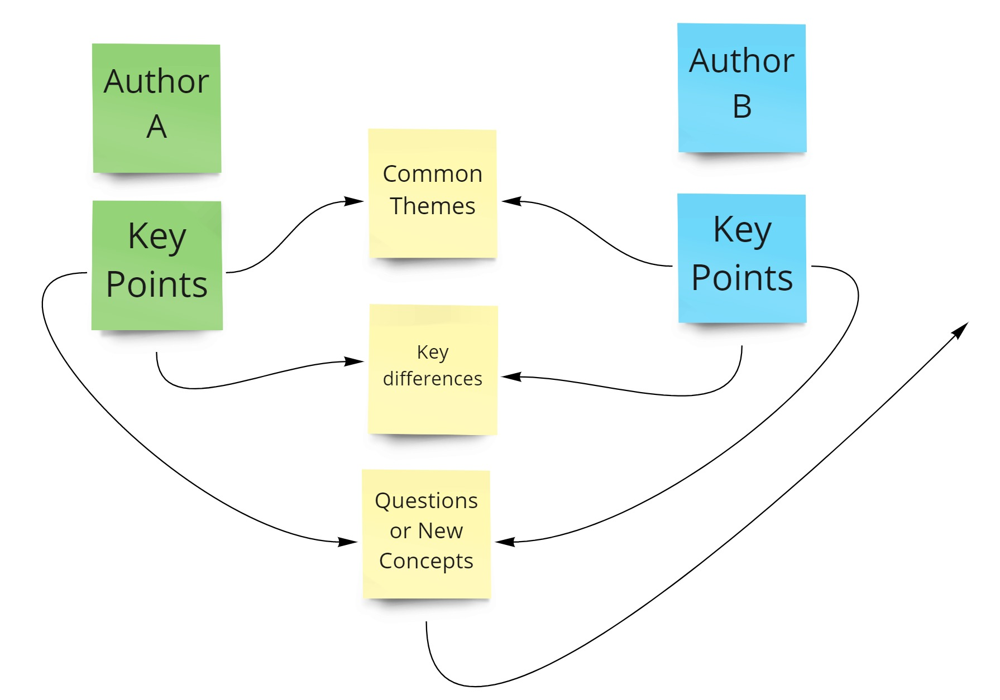 Author
A
Key
Points
Common
Themes
Key
differences
Questions
or New
Concepts
Author
B
Key
Points